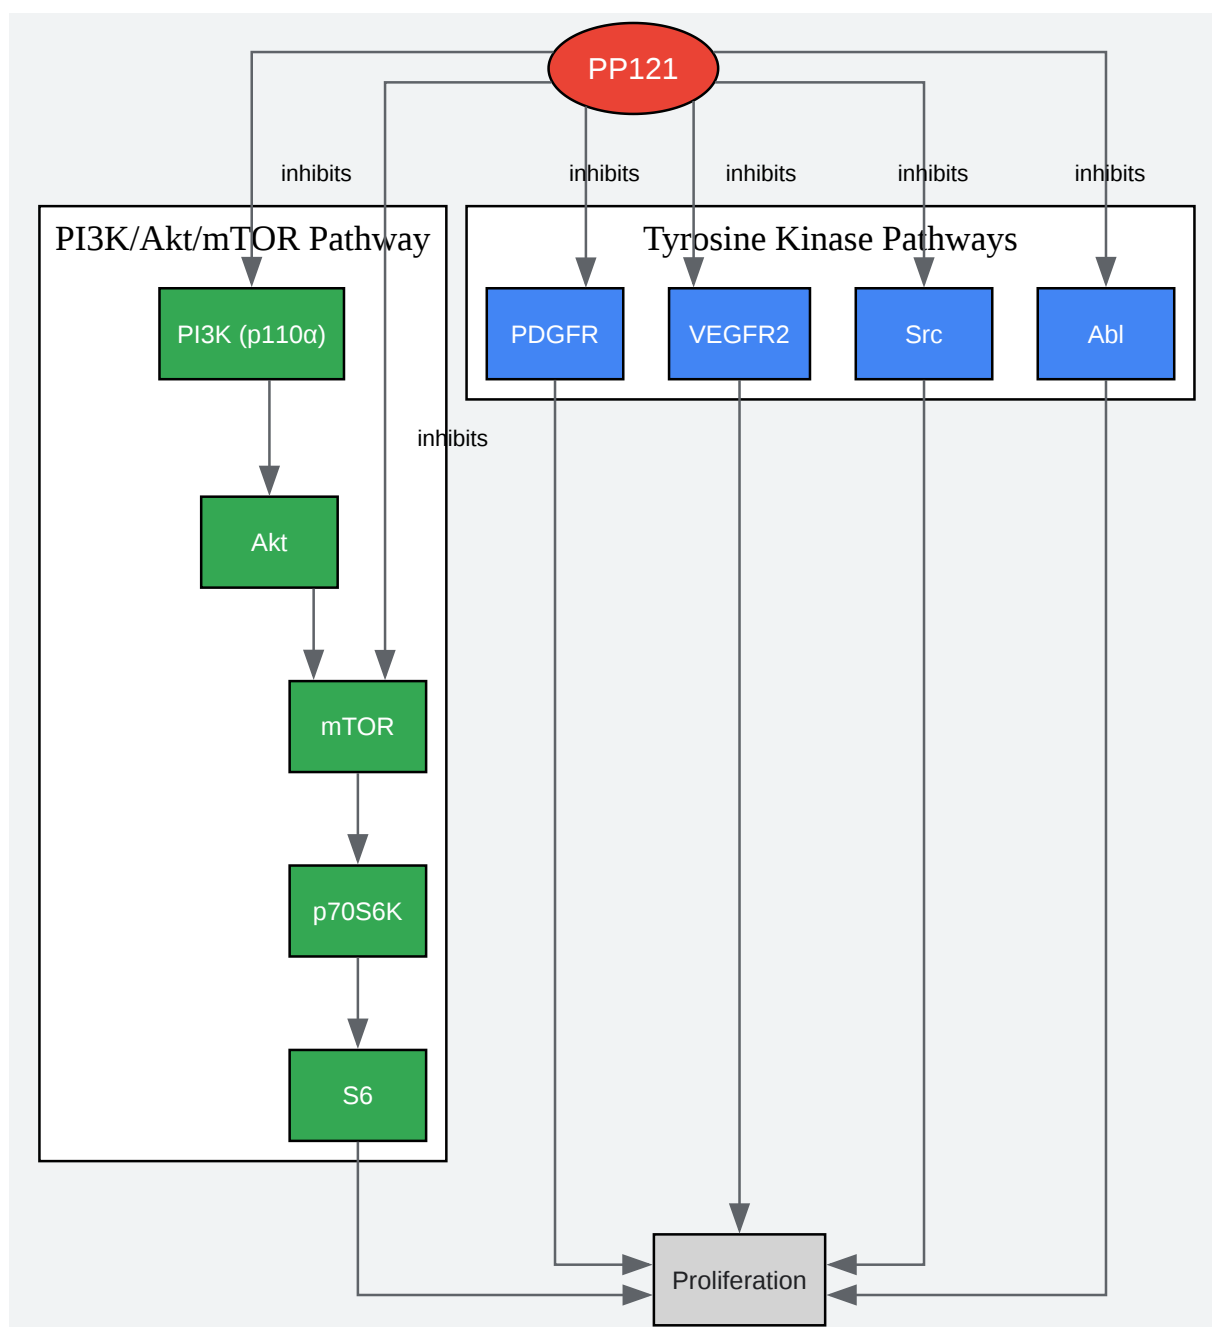 PP121
inhibits
inhibits
inhibits
inhibits
inhibits
PI3K/Akt/mTOR Pathway
Tyrosine Kinase Pathways
PI3K (p110α)
PDGFR
VEGFR2
Src
Abl
inhibits
Akt
mTOR
p70S6K
S6
Proliferation